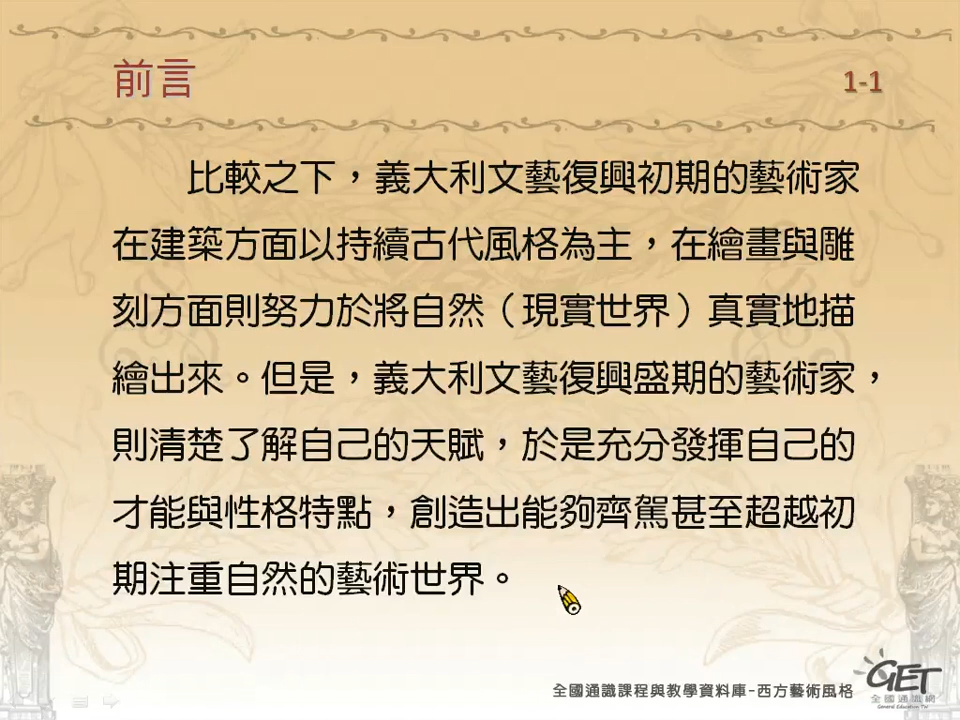 前言
1-1
比較之下，義大利文藝復興初期的藝術家
在建築方面以持續古代風格為主，在繪畫與雕
刻方面則努力於將自然（現實世界）真實地描
繪出來。但是，義大利文藝復興盛期的藝術家，
則清楚了解自己的天賦，於是充分發揮自己的
才能與性格特點，創造出能夠齊駕甚至超越初
期注重自然的藝術世界。
全國通識課程與教學資料庫-西方藝術風格
GET
全國通識網